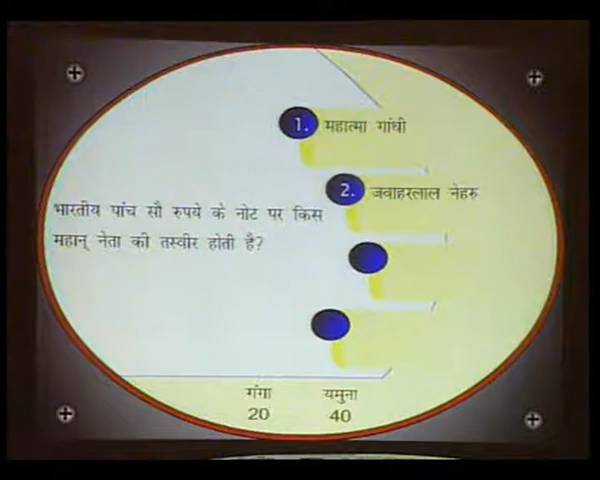 1. महात्मा गांधी
2. जवाहरलाल नेहरु
भारतीय पांच सौ रुपये के नोट पर किस
महान् नेता की तस्वीर होती है?
गंगा यमुना
20 40